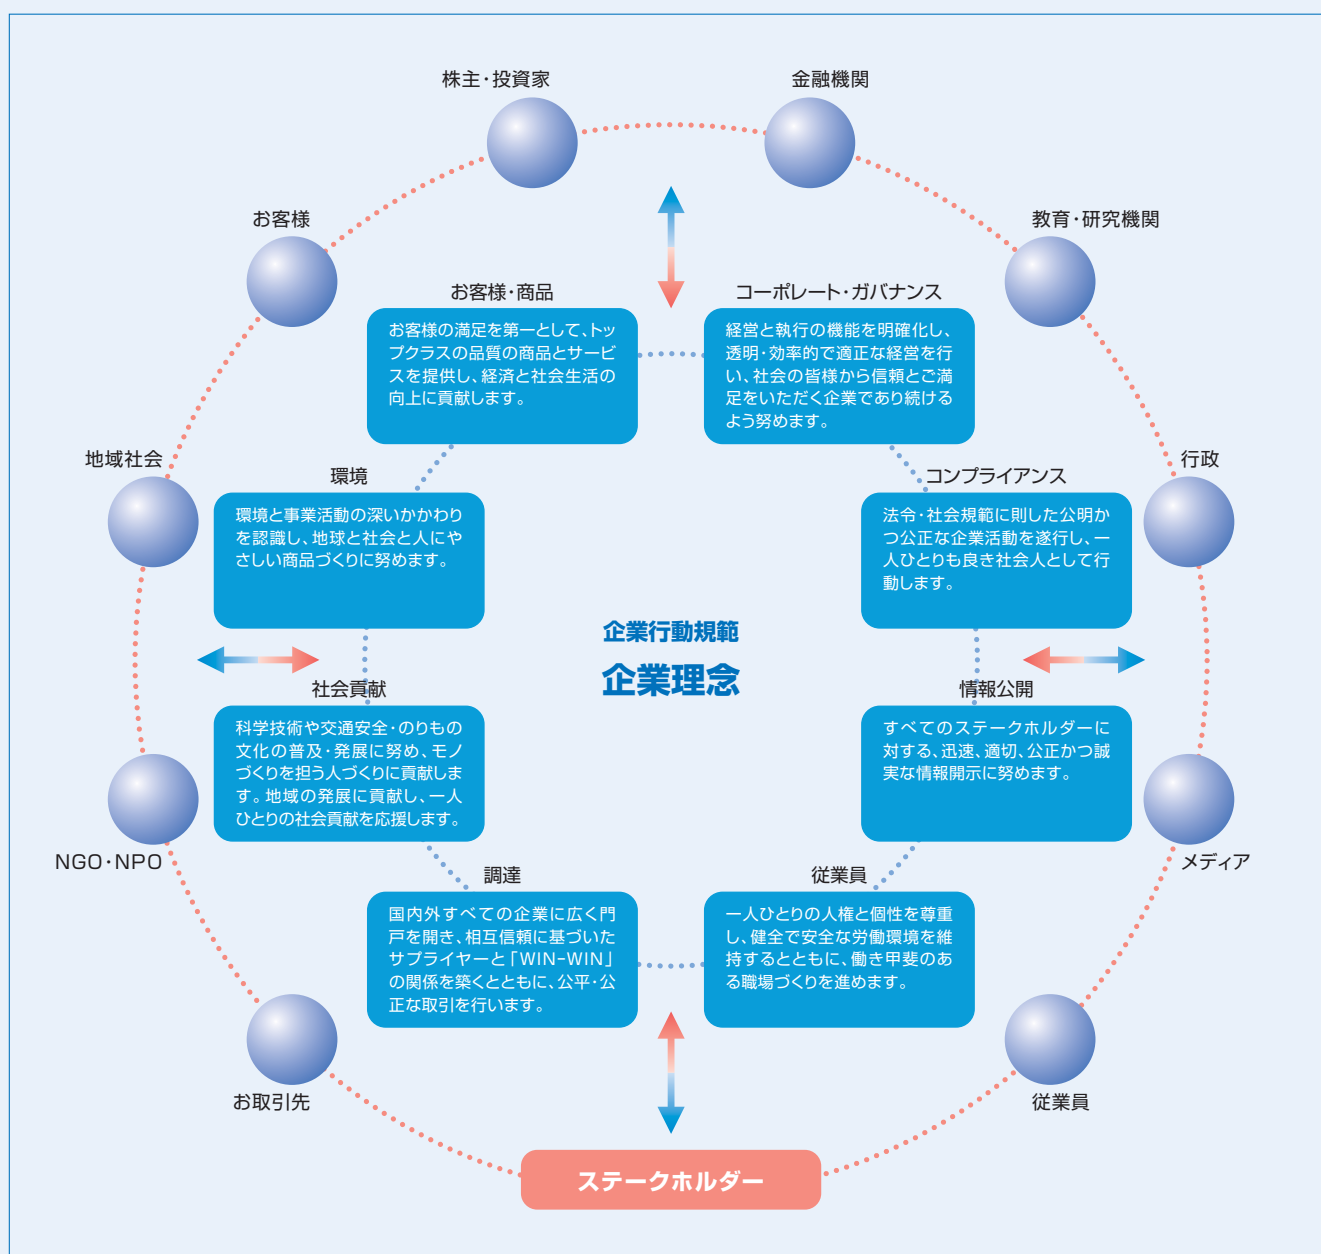 株主・投資家
金融機関
お客様
教育・研究機関
お客様・商品
お客様の満足を第一として、トッ
プクラスの品質の商品とサービ
スを提供し、経済と社会生活の
向上に貢献します。
コーポレート・ガバナンス
経営と執行の機能を明確化し、
透明・効率的で適正な経営を行
い、社会の皆様から信頼とご満
足をいただく企業であり続ける
よう努めます。
地域社会
環境
環境と事業活動の深いかかわり
を認識し、地球と社会と人にや
さしい商品づくりに努めます。
コンプライアンス
法令・社会規範に則した公明か
つ公正な企業活動を遂行し、一
人ひとりも良き社会人として行
動します。
行政
企業行動規範
企業理念
社会貢献
科学技術や交通安全・のりもの
文化の普及・発展に努め、モノ
づくりを担う人づくりに貢献しま
す。地域の発展に貢献し、一人
ひとりの社会貢献を応援します。
情報公開
すべてのステークホルダーに
対する、迅速、適切、公正かつ誠
実な情報開示に努めます。
NGO・NPO
メディア
調達
国内外すべての企業に広く門
戸を開き、相互信頼に基づいた
サプライヤーと「WIN-WIN」
の関係を築くとともに、公平・公
正な取引を行います。
従業員
一人ひとりの人権と個性を尊重
し、健全で安全な労働環境を維
持するとともに、働き甲斐のあ
る職場づくりを進めます。
お取引先
従業員
ステークホルダー